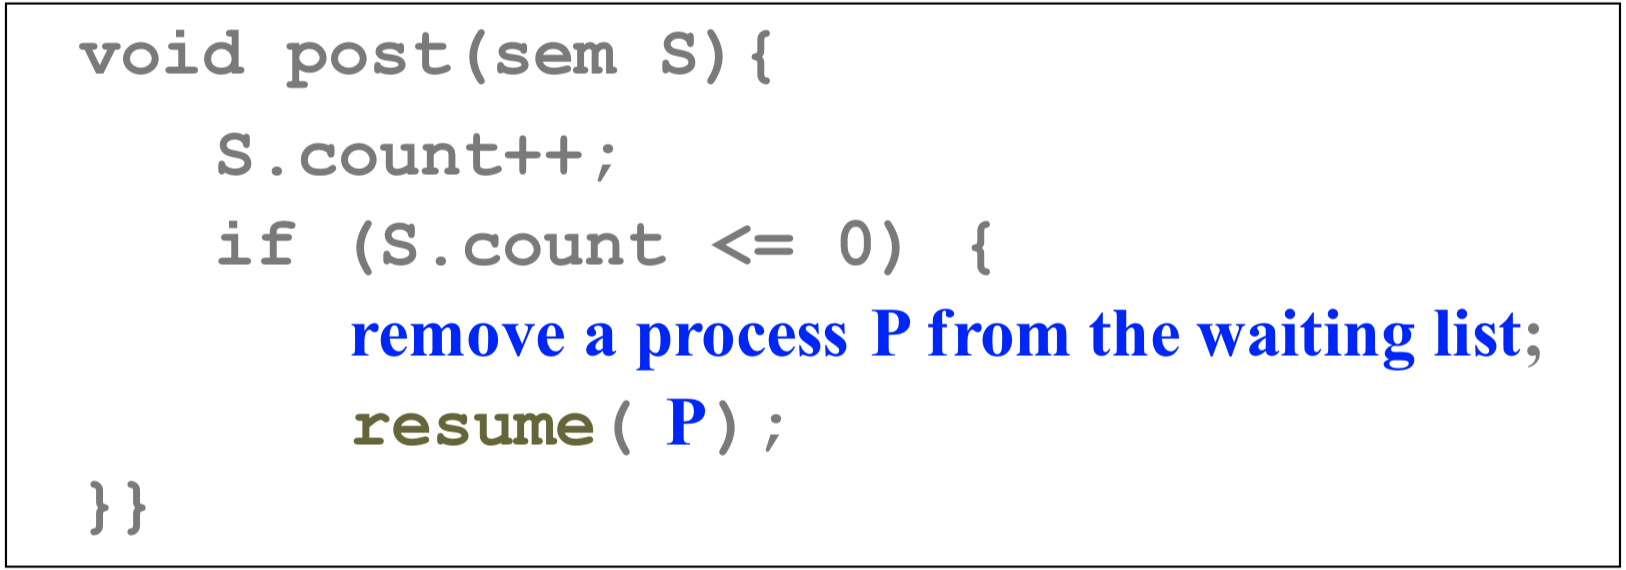 void post(sem S){
S.count++;
if (S.count <= 0) {
remove a process P from the waiting list;
resume( P);
}}